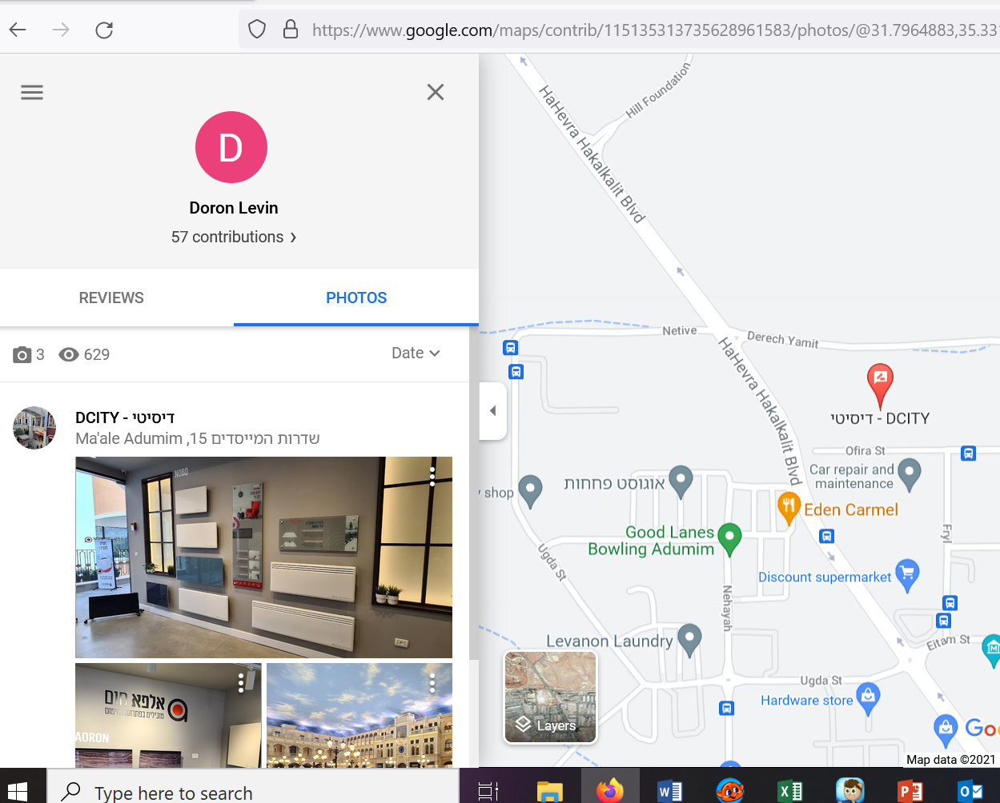 https://www.google.com/maps/contrib/115135313735628961583/photos/@31.7964883,35.33
D
Doron Levin
57 contributions ›
REVIEWS
PHOTOS
3
629
Date
DCITY - דיסיטי
שדרות המייסדים 15, Ma'ale Adumim
NOBO
אלפא חום
מובילים בפתרונות חימום
AORON
Hill Foundation
HaHevra Hakalkalit Blvd
Netive
Derech Yamit
HaHevra Hakalkalit Blvd
דיסיטי - DCITY
Ofira St
Car repair and
maintenance
אוגוסט פחחות
shop
Eden Carmel
Good Lanes
Bowling Adumim
Fryl
Ugda St
Discount supermarket
Nehayah
Levanon Laundry
Eitam St
Ugda St
Hardware store
Layers
Goo
Map data ©2021
Type here to search